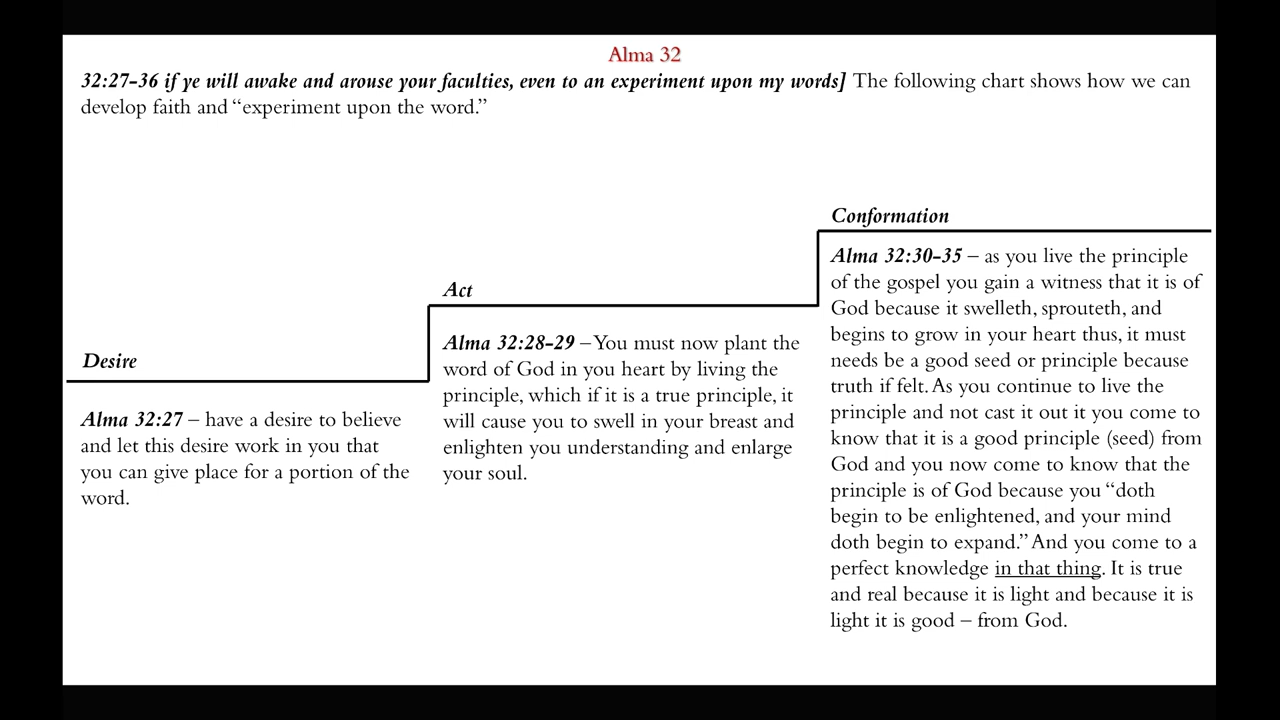 Alma 32
32:27-36 if ye will awake and arouse your faculties, even to an experiment upon my words] The following chart shows how we can
develop faith and “experiment upon the word.”
Desire
Alma 32:27 – have a desire to believe
and let this desire work in you that
you can give place for a portion of the
word.
Act
Alma 32:28-29 – You must now plant the
word of God in you heart by living the
principle, which if it is a true principle, it
will cause you to swell in your breast and
enlighten you understanding and enlarge
your soul.
Conformation
Alma 32:30-35 – as you live the principle
of the gospel you gain a witness that it is of
God because it swelleth, sprouteth, and
begins to grow in your heart thus, it must
needs be a good seed or principle because
truth if felt. As you continue to live the
principle and not cast it out it you come to
know that it is a good principle (seed) from
God and you now come to know that the
principle is of God because you “doth
begin to be enlightened, and your mind
doth begin to expand.” And you come to a
perfect knowledge in that thing. It is true
and real because it is light and because it is
light it is good – from God.